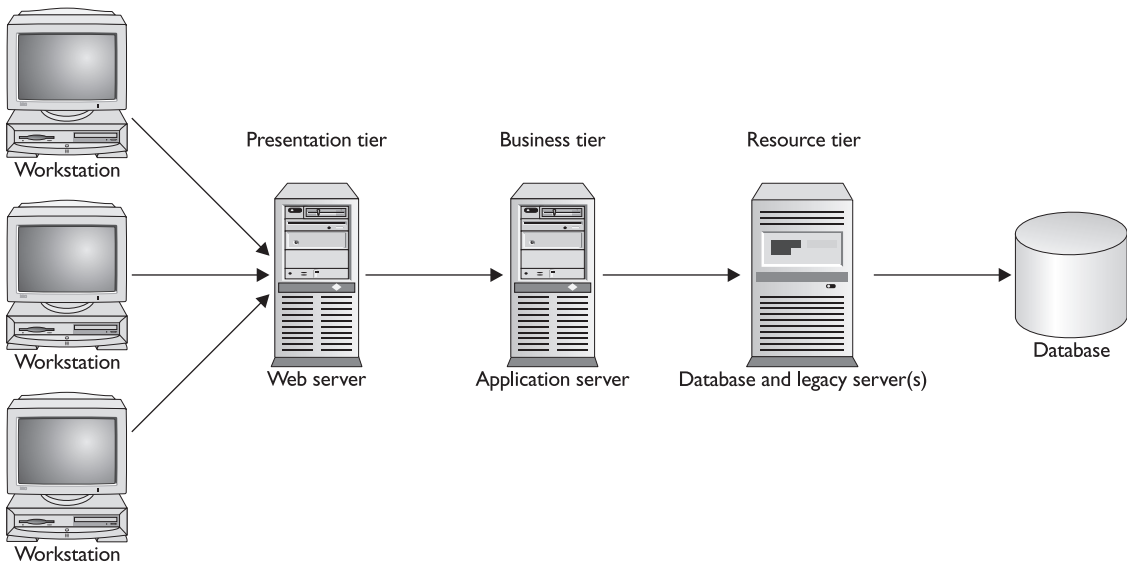 Workstation
Presentation tier
Business tier
Resource tier
Workstation
Web server
Application server
Database and legacy server(s)
Database
Workstation